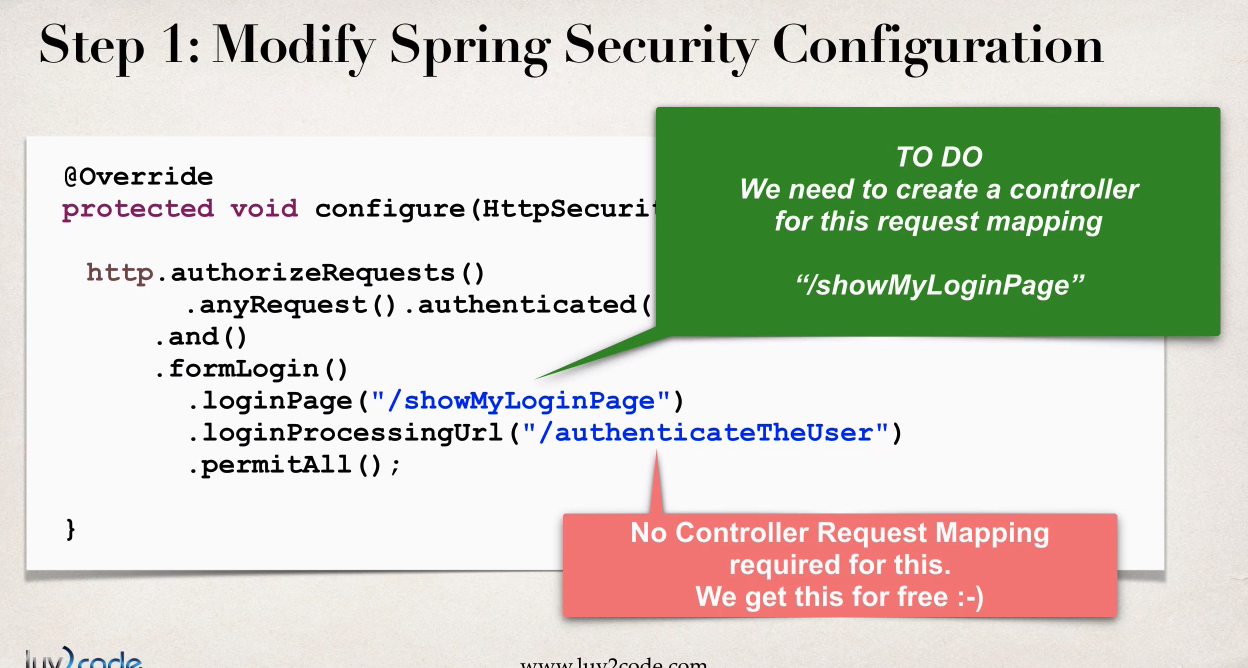 Step 1: Modify Spring Security Configuration
@Override
protected void configure(HttpSecurit
http.authorizeRequests()
.anyRequest().authenticated(
.and()
.formLogin()
.loginPage("/showMyLoginPage")
.loginProcessingUrl("/authenticateTheUser")
.permitAll();
}
TO DO
We need to create a controller
for this request mapping
“/showMyLoginPage”
No Controller Request Mapping
required for this.
We get this for free :-)
luv2code
www.luv2code.com